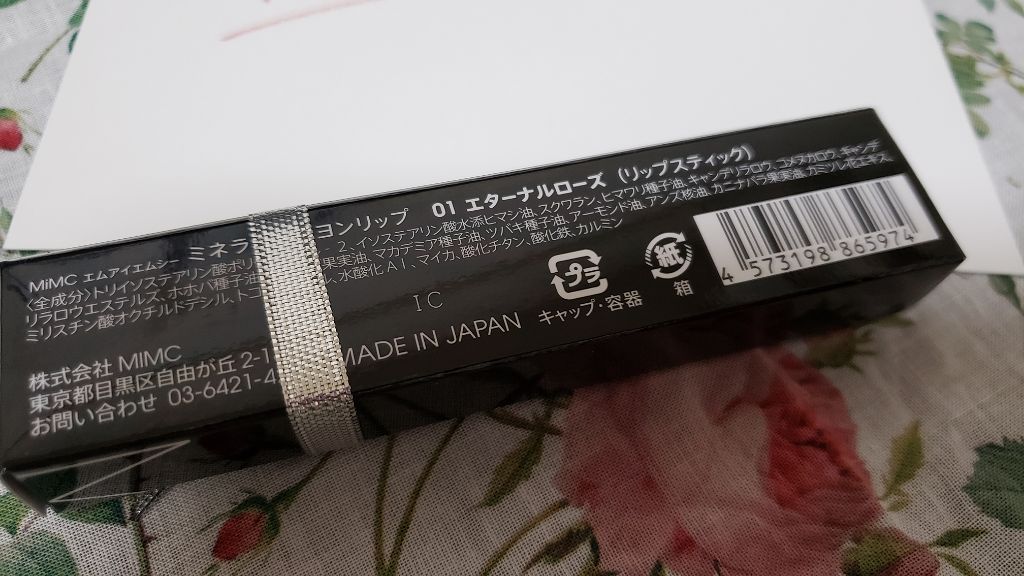 MiMC エムアイエムシー ミネラ ョンリップ 01 エターナルローズ (リップスティック)
〈全成分〉トリイソステアリン酸ポリ -2、イソステアリン酸水添ヒマシ油、スクワラン、ヒマワリ種子油、キャンデリラロウ、コメヌカロウ、キャンデ
リラロウエステルズ、ホホバ種子油 果実油、マカデミア種子油、ツバキ種子油、アーモンド油、アンズ核油、カニナバラ果実油、カミツレ花エキス、
ミリスチン酸オクチルドデシル、トコ 水酸化Al、マイカ、酸化チタン、酸化鉄、カルミン
IC
株式会社 MIMC
MADE IN JAPAN
東京都目黒区自由が丘 2-1
お問い合わせ 03-6421-4
プラ
キャップ・容器
紙
箱
4 573198 865974